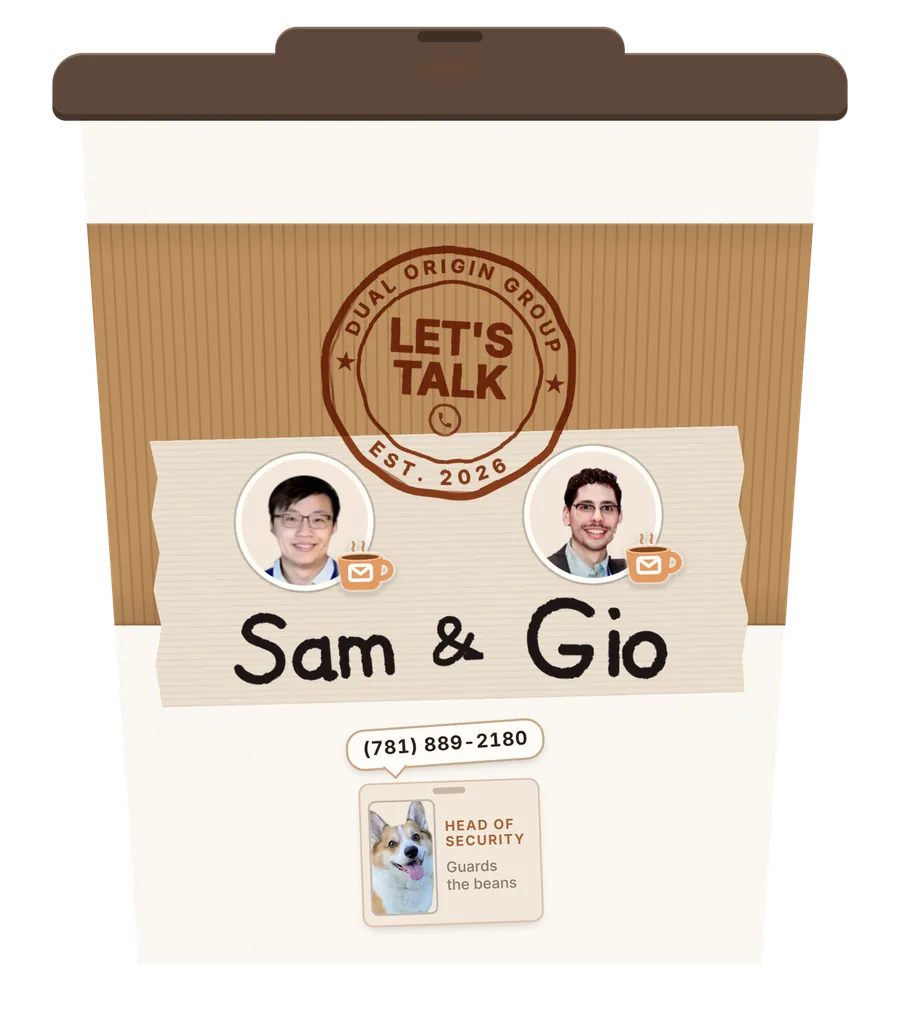 DUAL ORIGIN GROUP
LET'S
TALK
EST. 2026
Sam & Gio
(781) 889-2180
HEAD OF
SECURITY
Guards
the beans